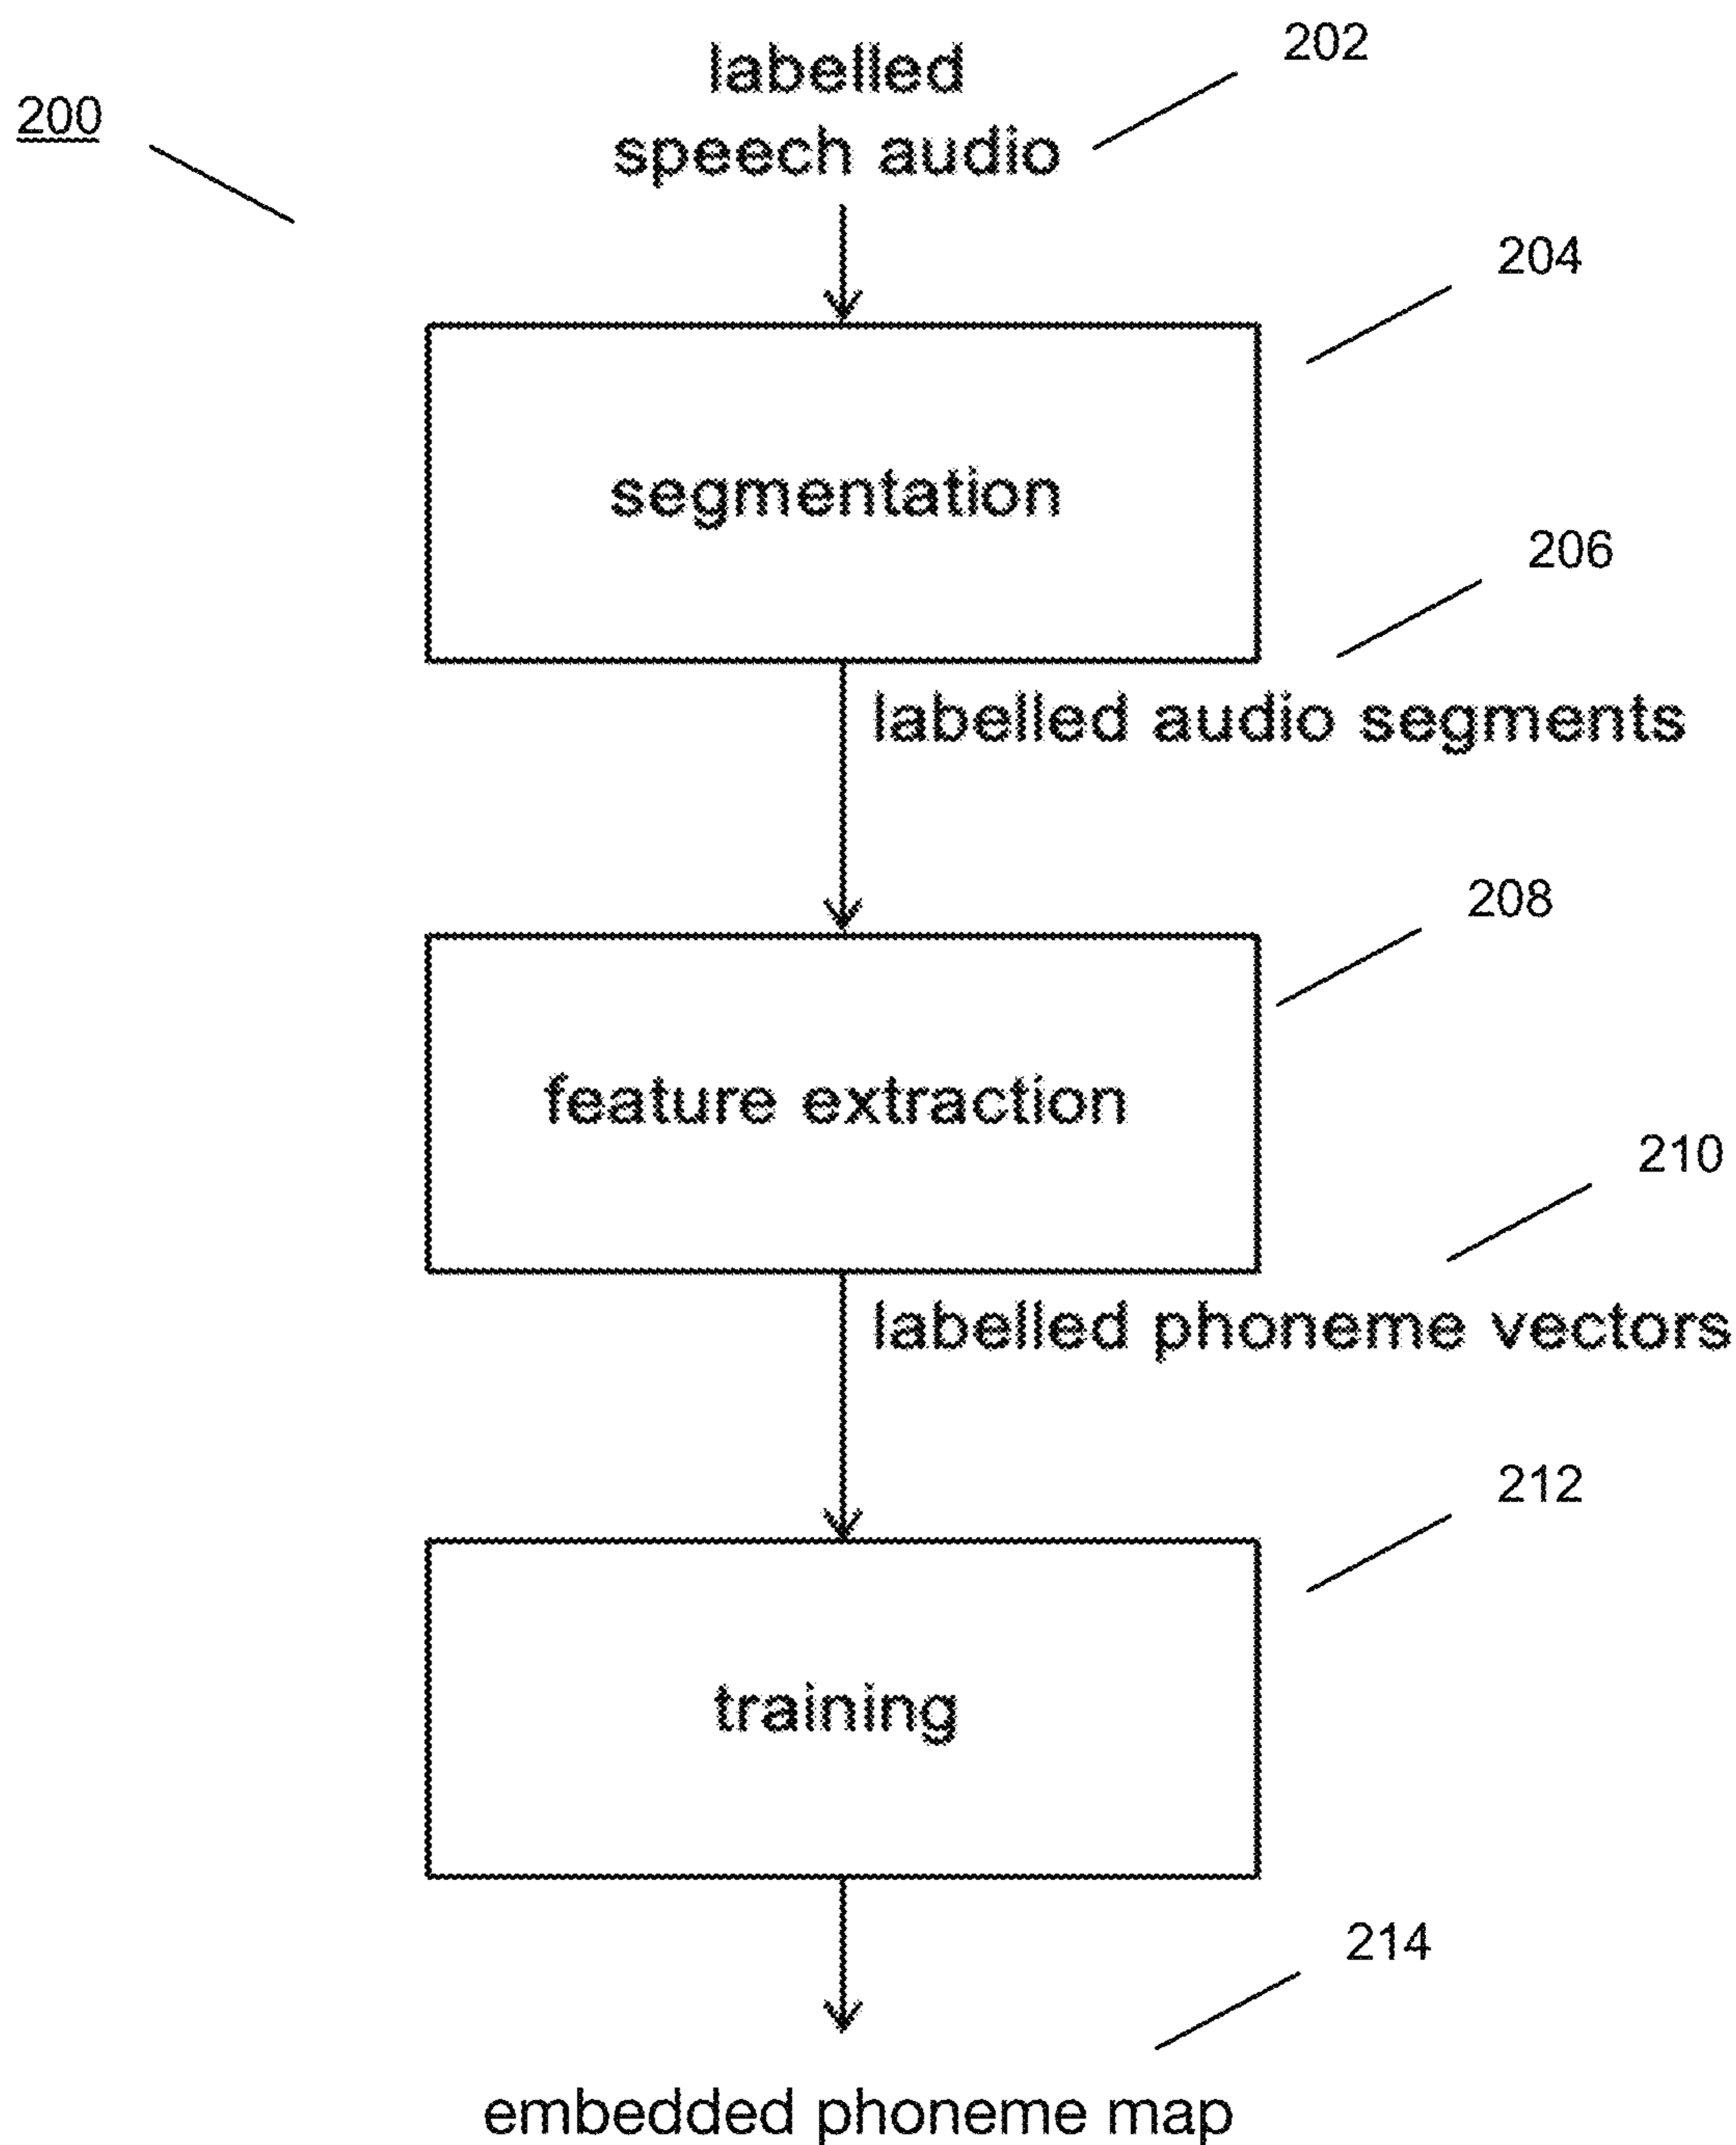 202
labelled
200
speech audio
204
segmentation
206
labelled audio segments
208
feature extraction
210
labelled phoneme vectors
212
training
214
embedded phoneme map